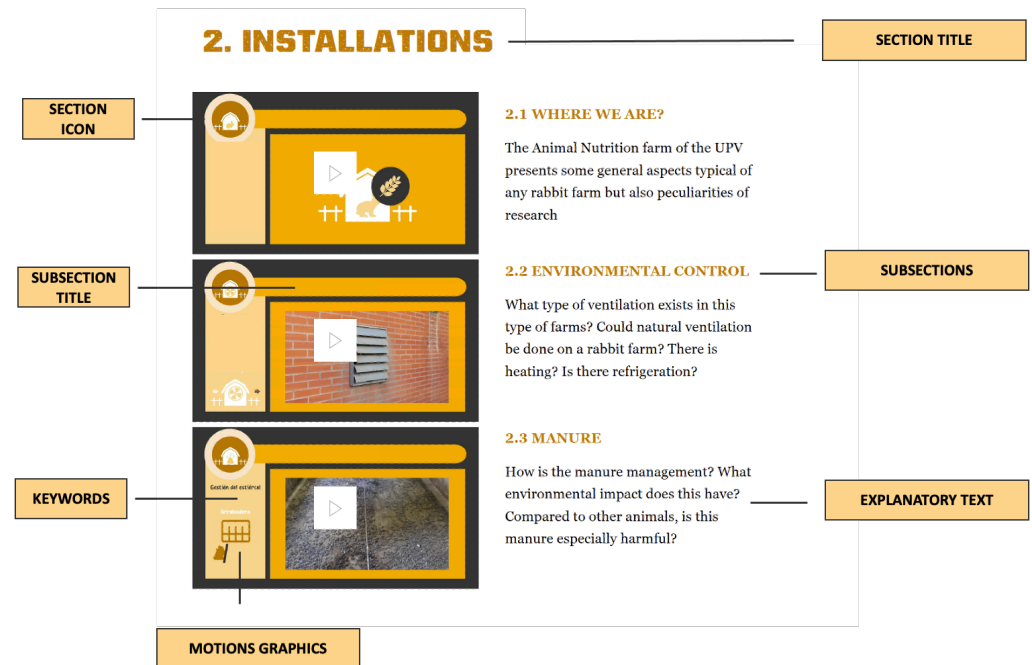 2. INSTALLATIONS
SECTION TITLE
SECTION
ICON
2.1 WHERE WE ARE?
The Animal Nutrition farm of the UPV
presents some general aspects typical of
any rabbit farm but also peculiarities of
research
SUBSECTION
TITLE
2.2 ENVIRONMENTAL CONTROL
SUBSECTIONS
What type of ventilation exists in this
type of farms? Could natural ventilation
be done on a rabbit farm? There is
heating? Is there refrigeration?
2.3 MANURE
KEYWORDS
Gestión del estiércol
How is the manure management? What
environmental impact does this have?
Compared to other animals, is this
manure especially harmful?
EXPLANATORY TEXT
MOTIONS GRAPHICS